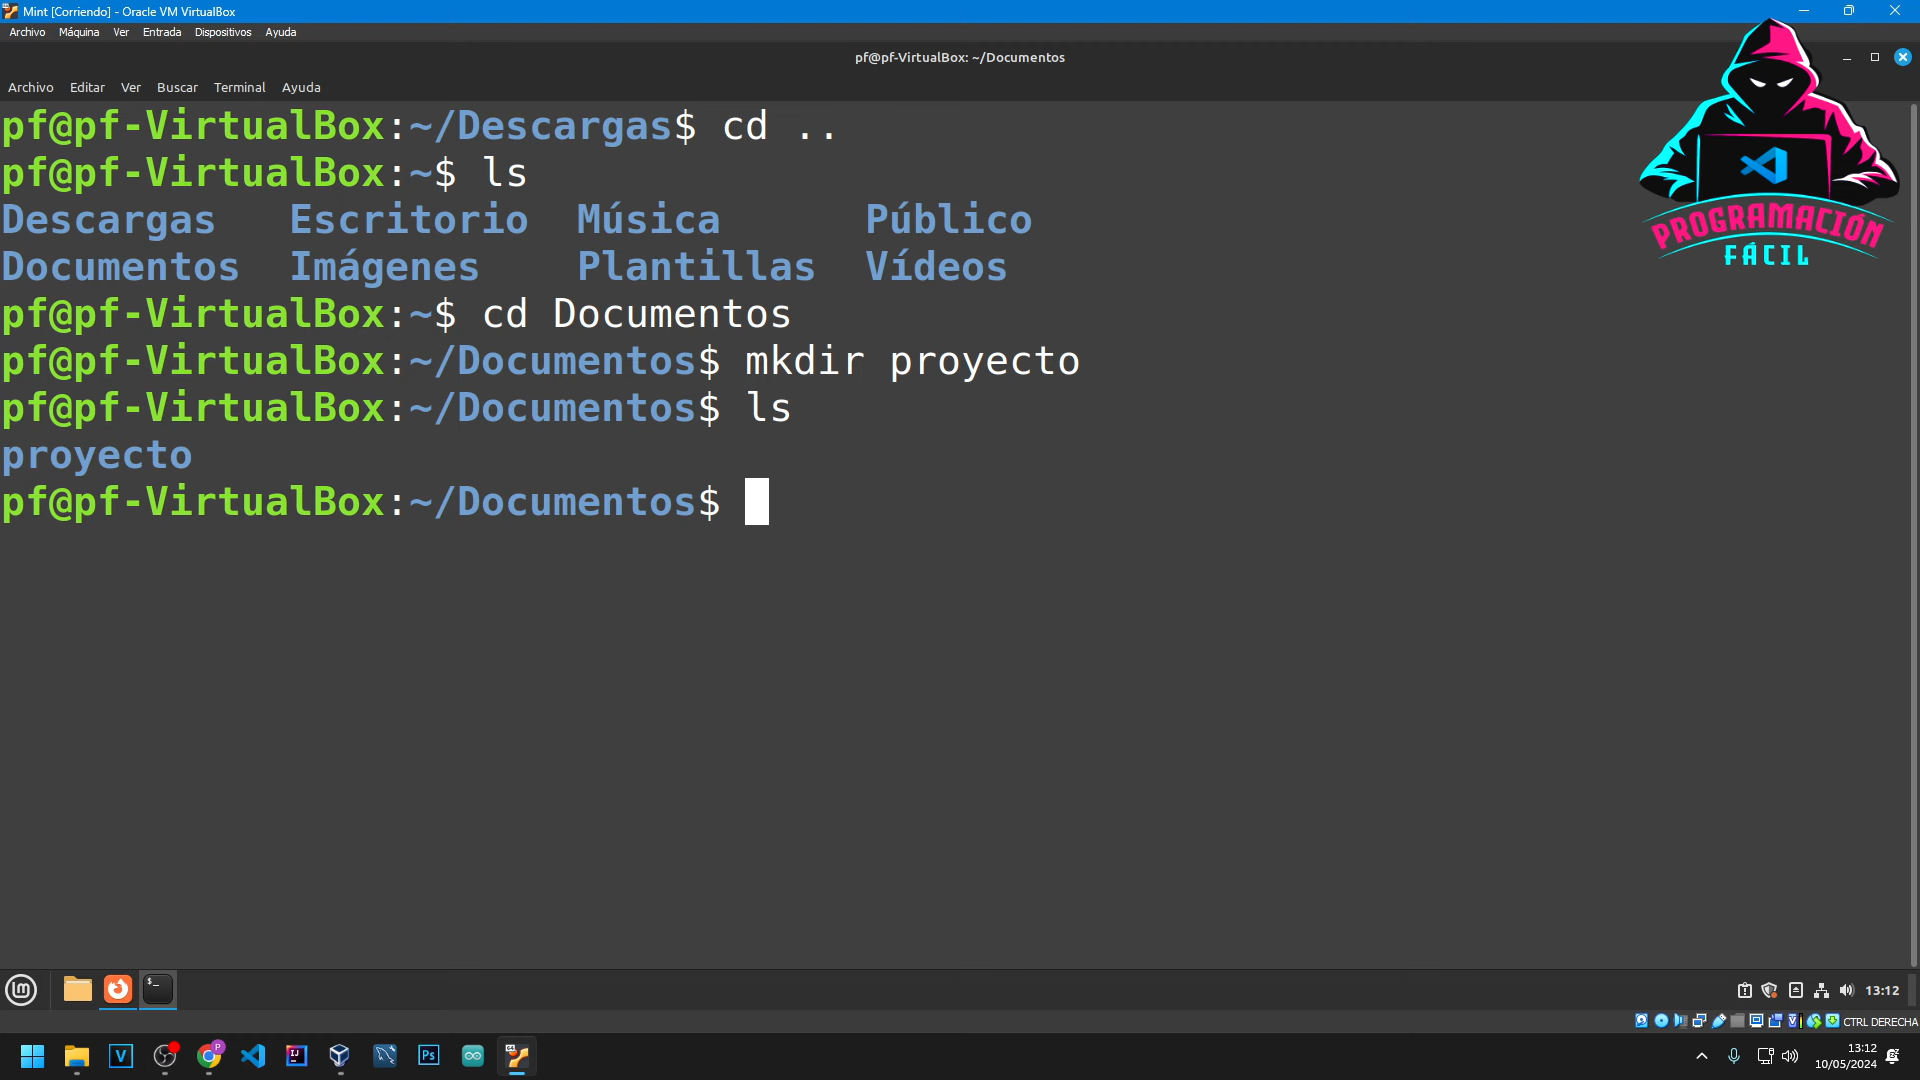 Mint [Corriendo] - Oracle VM VirtualBox
Archivo Máquina Ver Entrada Dispositivos Ayuda
pf@pf-VirtualBox: ~/Documentos
Archivo Editar Ver Buscar Terminal Ayuda
pf@pf-VirtualBox:~/Descargas$ cd ..
pf@pf-VirtualBox:~$ ls
Descargas Escritorio Música Público
Documentos Imágenes Plantillas Vídeos
pf@pf-VirtualBox:~$ cd Documentos
pf@pf-VirtualBox:~/Documentos$ mkdir proyecto
pf@pf-VirtualBox:~/Documentos$ ls
proyecto
pf@pf-VirtualBox:~/Documentos$
PROGRAMACIÓN
FÁCIL
13:12
CTRL DERECHA
13:12
10/05/2024